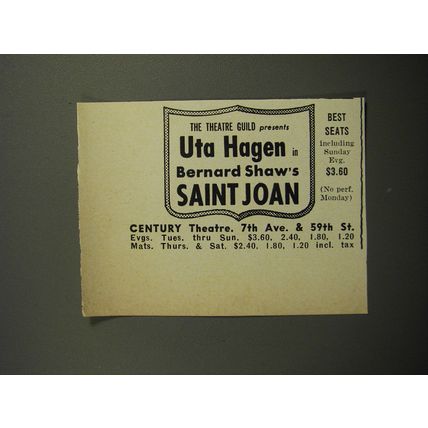 THE THEATRE GUILD presents
Uta Hagen in
Bernard Shaw's
SAINT JOAN
BEST
SEATS
including
Sunday
Evg.
$3.60
(No perf.
Monday)
CENTURY Theatre. 7th Ave. & 59th St.
Evgs. Tues. thru Sun. $3.60, 2.40, 1.80, 1.20
Mats. Thurs. & Sat. $2.40, 1.80, 1.20 incl. tax